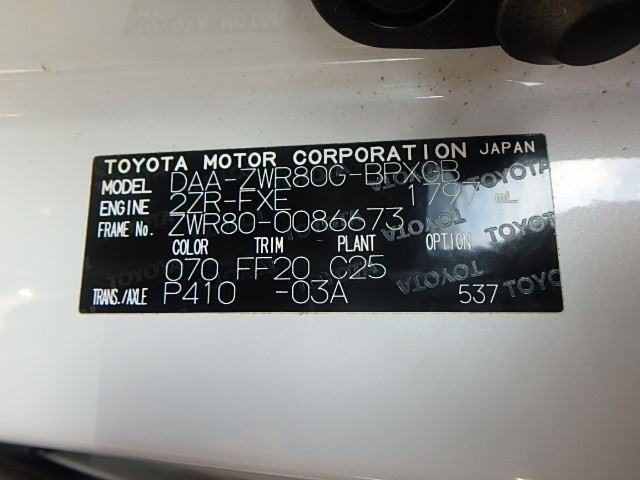 TOYOTA MOTOR CORPORATION JAPAN
MODEL DAA-ZWR80G-BPXGB
ENGINE 2ZR-FXE 1797 mL
FRAME No. ZWR80-0086673
COLOR TRIM PLANT OPTION
070 FF20 C25
TRANS./AXLE P410 -03A 537